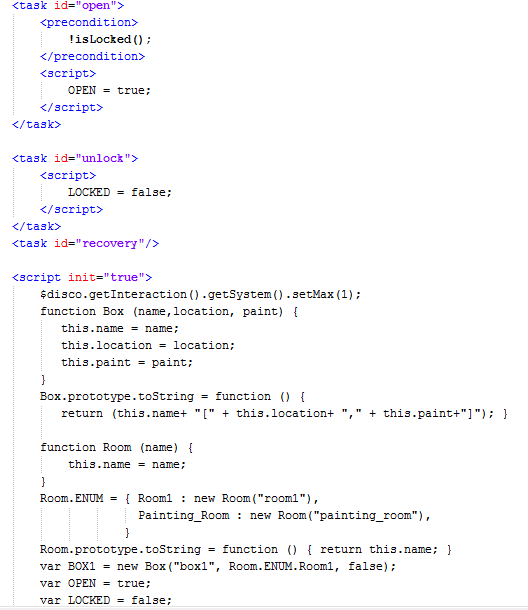 <task id="open">
<precondition>
!isLocked();
</precondition>
<script>
OPEN = true;
</script>
</task>
<task id="unlock">
<script>
LOCKED = false;
</script>
</task>
<task id="recovery"/>
<script init="true">
$disco.getInteraction().getSystem().setMax(1);
function Box (name,location, paint) {
this.name = name;
this.location = location;
this.paint = paint;
}
Box.prototype.toString = function () {
return (this.name+ "[" + this.location+ "," + this.paint+"]"); }
function Room (name) {
this.name = name;
}
Room.ENUM = { Room1 : new Room("room1"),
Painting_Room : new Room("painting_room"),
}
Room.prototype.toString = function () { return this.name; }
var BOX1 = new Box("box1", Room.ENUM.Room1, false);
var OPEN = true;
var LOCKED = false;